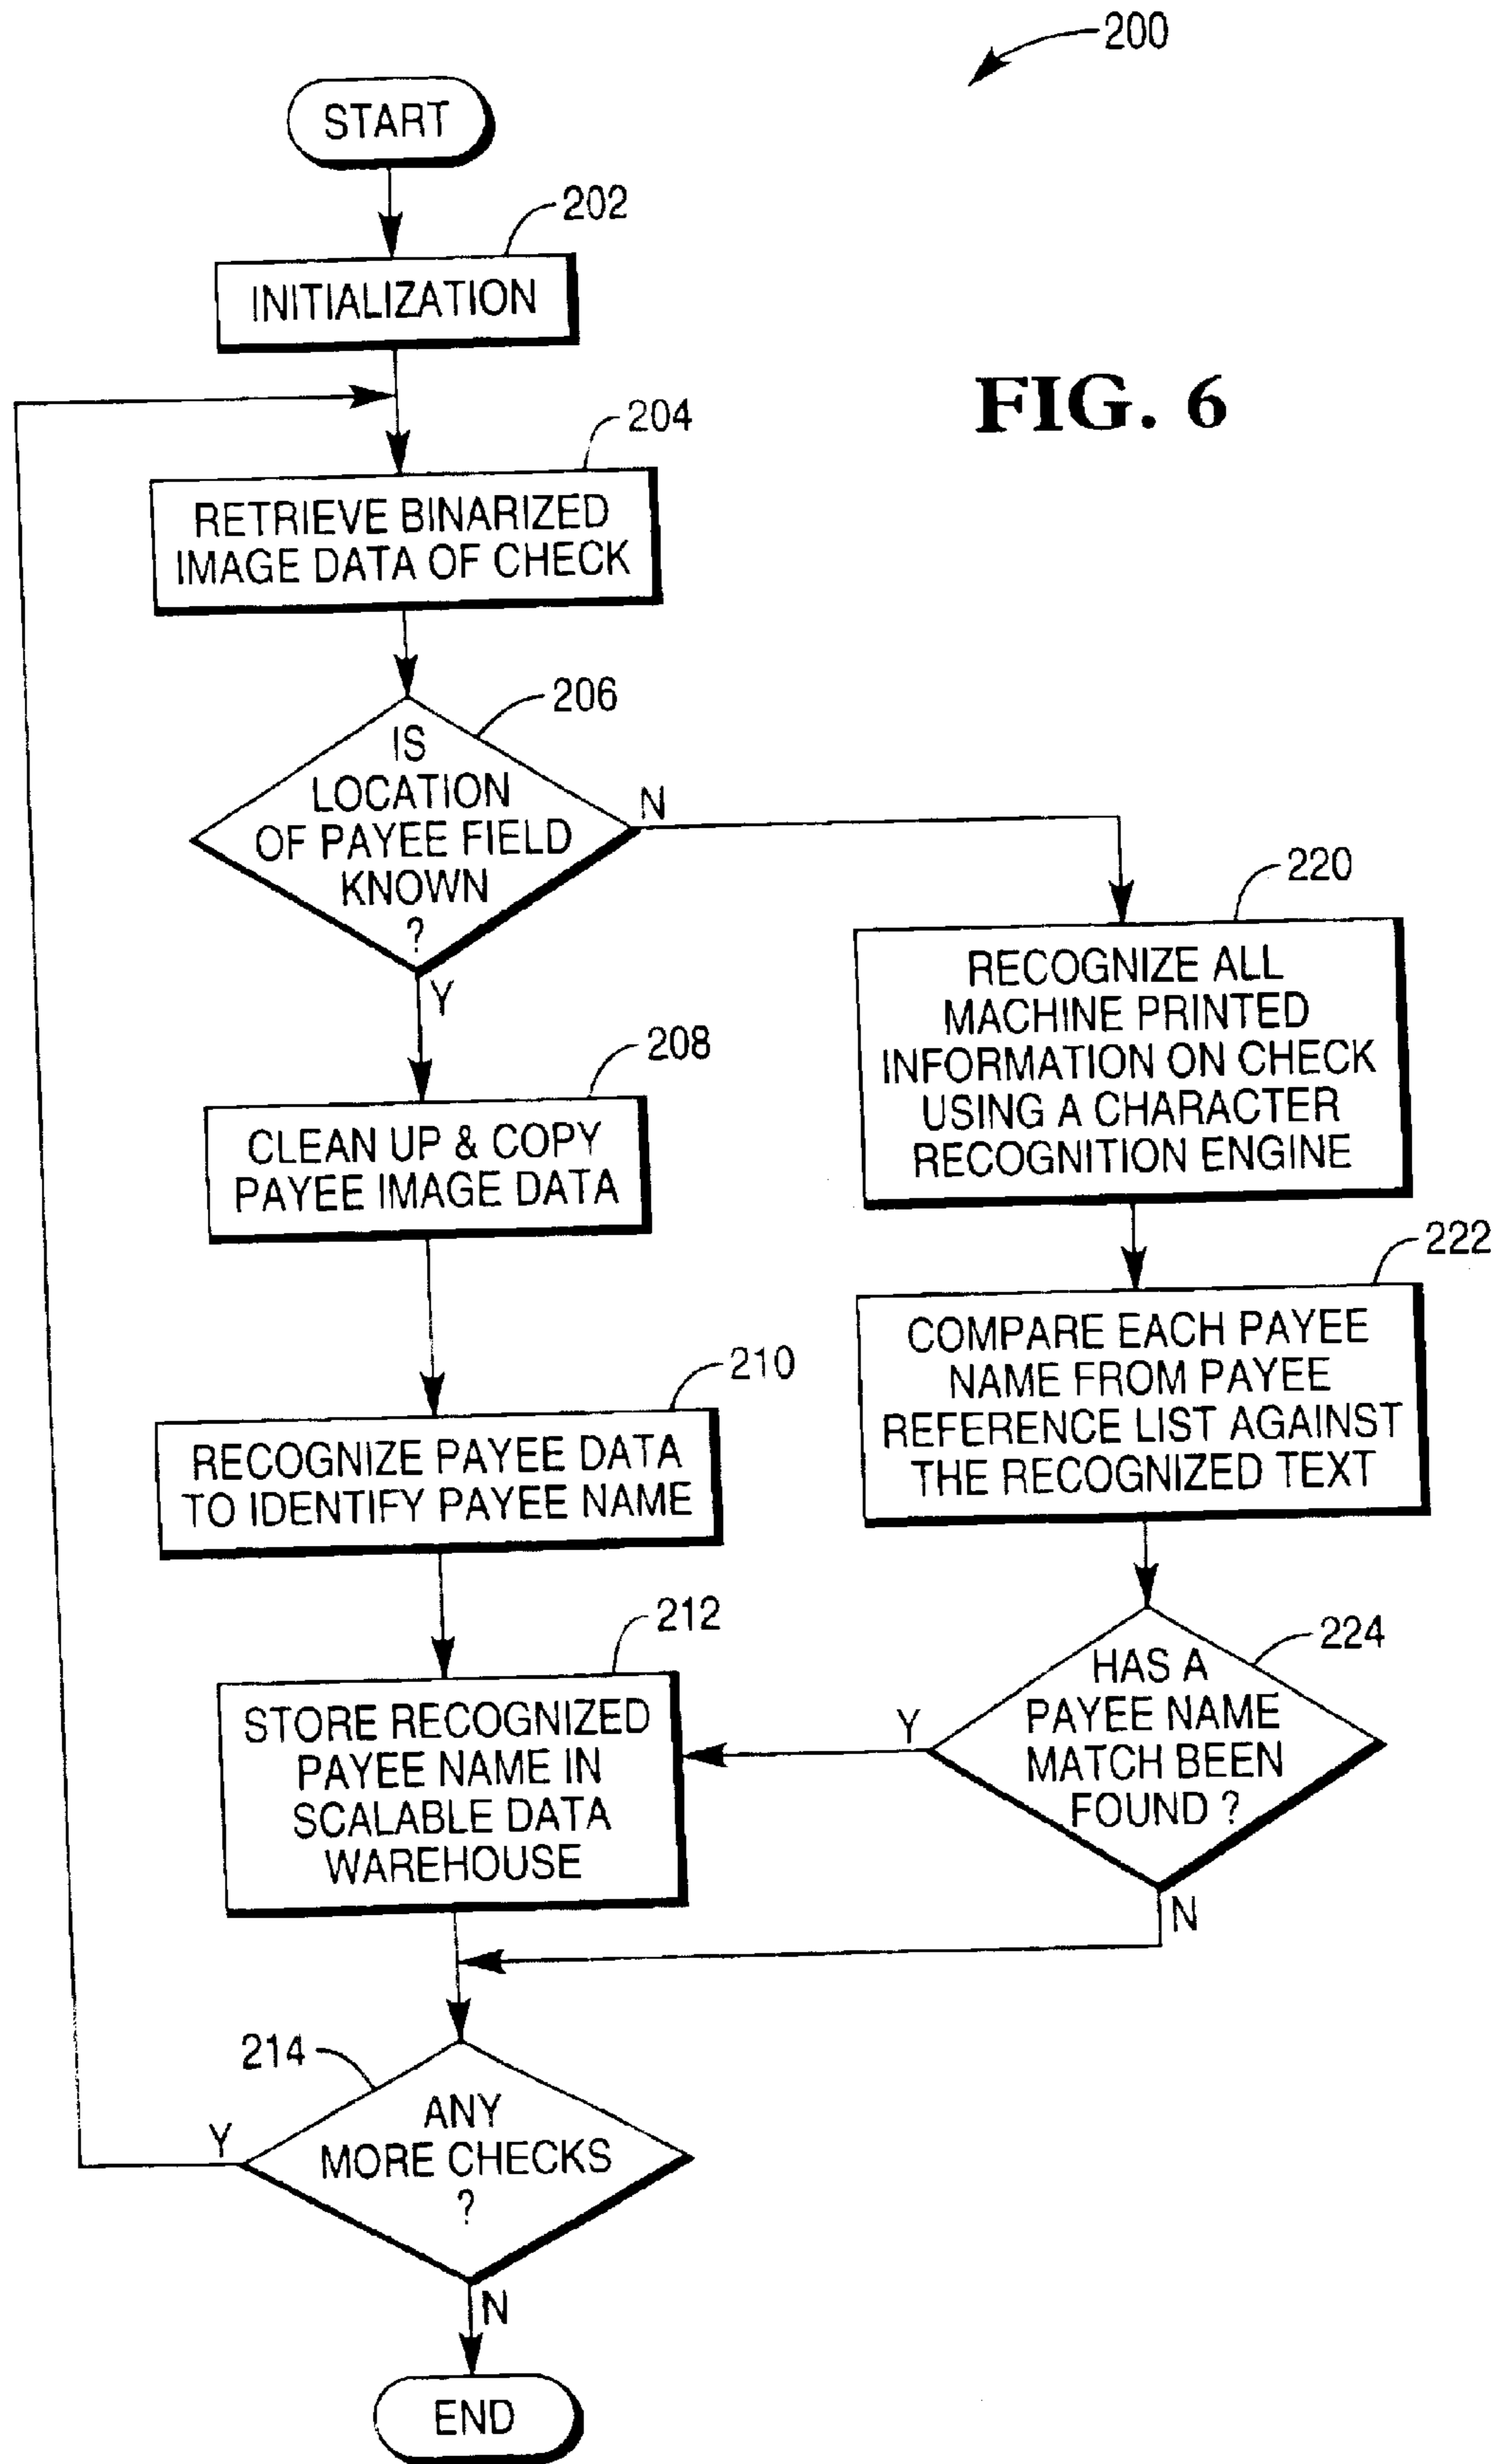 200
START
202
INITIALIZATION
FIG. 6
204
RETRIEVE BINARIZED
IMAGE DATA OF CHECK
206
IS
LOCATION
OF PAYEE FIELD
KNOWN
?
N
Y
208
CLEAN UP & COPY
PAYEE IMAGE DATA
210
RECOGNIZE PAYEE DATA
TO IDENTIFY PAYEE NAME
212
STORE RECOGNIZED
PAYEE NAME IN
SCALABLE DATA
WAREHOUSE
220
RECOGNIZE ALL
MACHINE PRINTED
INFORMATION ON CHECK
USING A CHARACTER
RECOGNITION ENGINE
222
COMPARE EACH PAYEE
NAME FROM PAYEE
REFERENCE LIST AGAINST
THE RECOGNIZED TEXT
224
HAS A
PAYEE NAME
MATCH BEEN
FOUND ?
Y
N
214
ANY
MORE CHECKS
?
Y
N
END